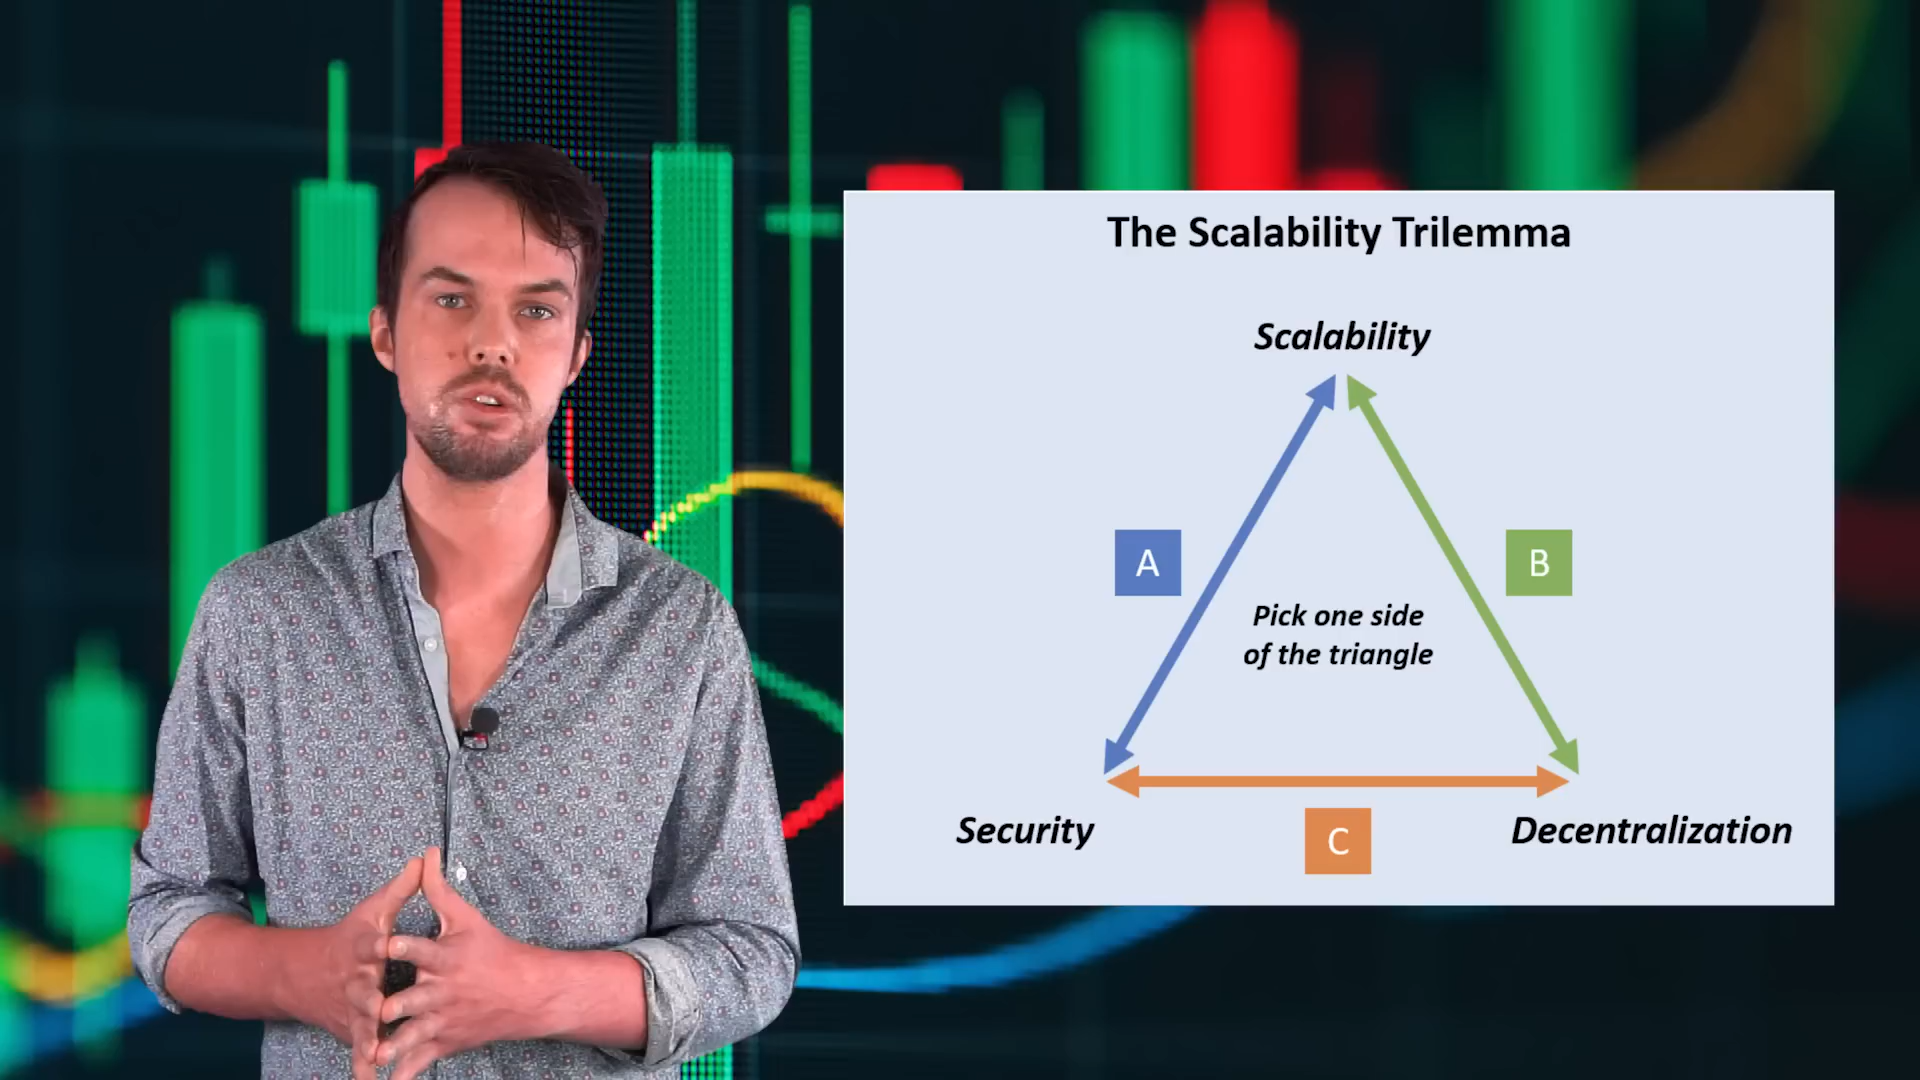 The Scalability Trilemma
Scalability
A
B
Pick one side
of the triangle
Security
Decentralization
C